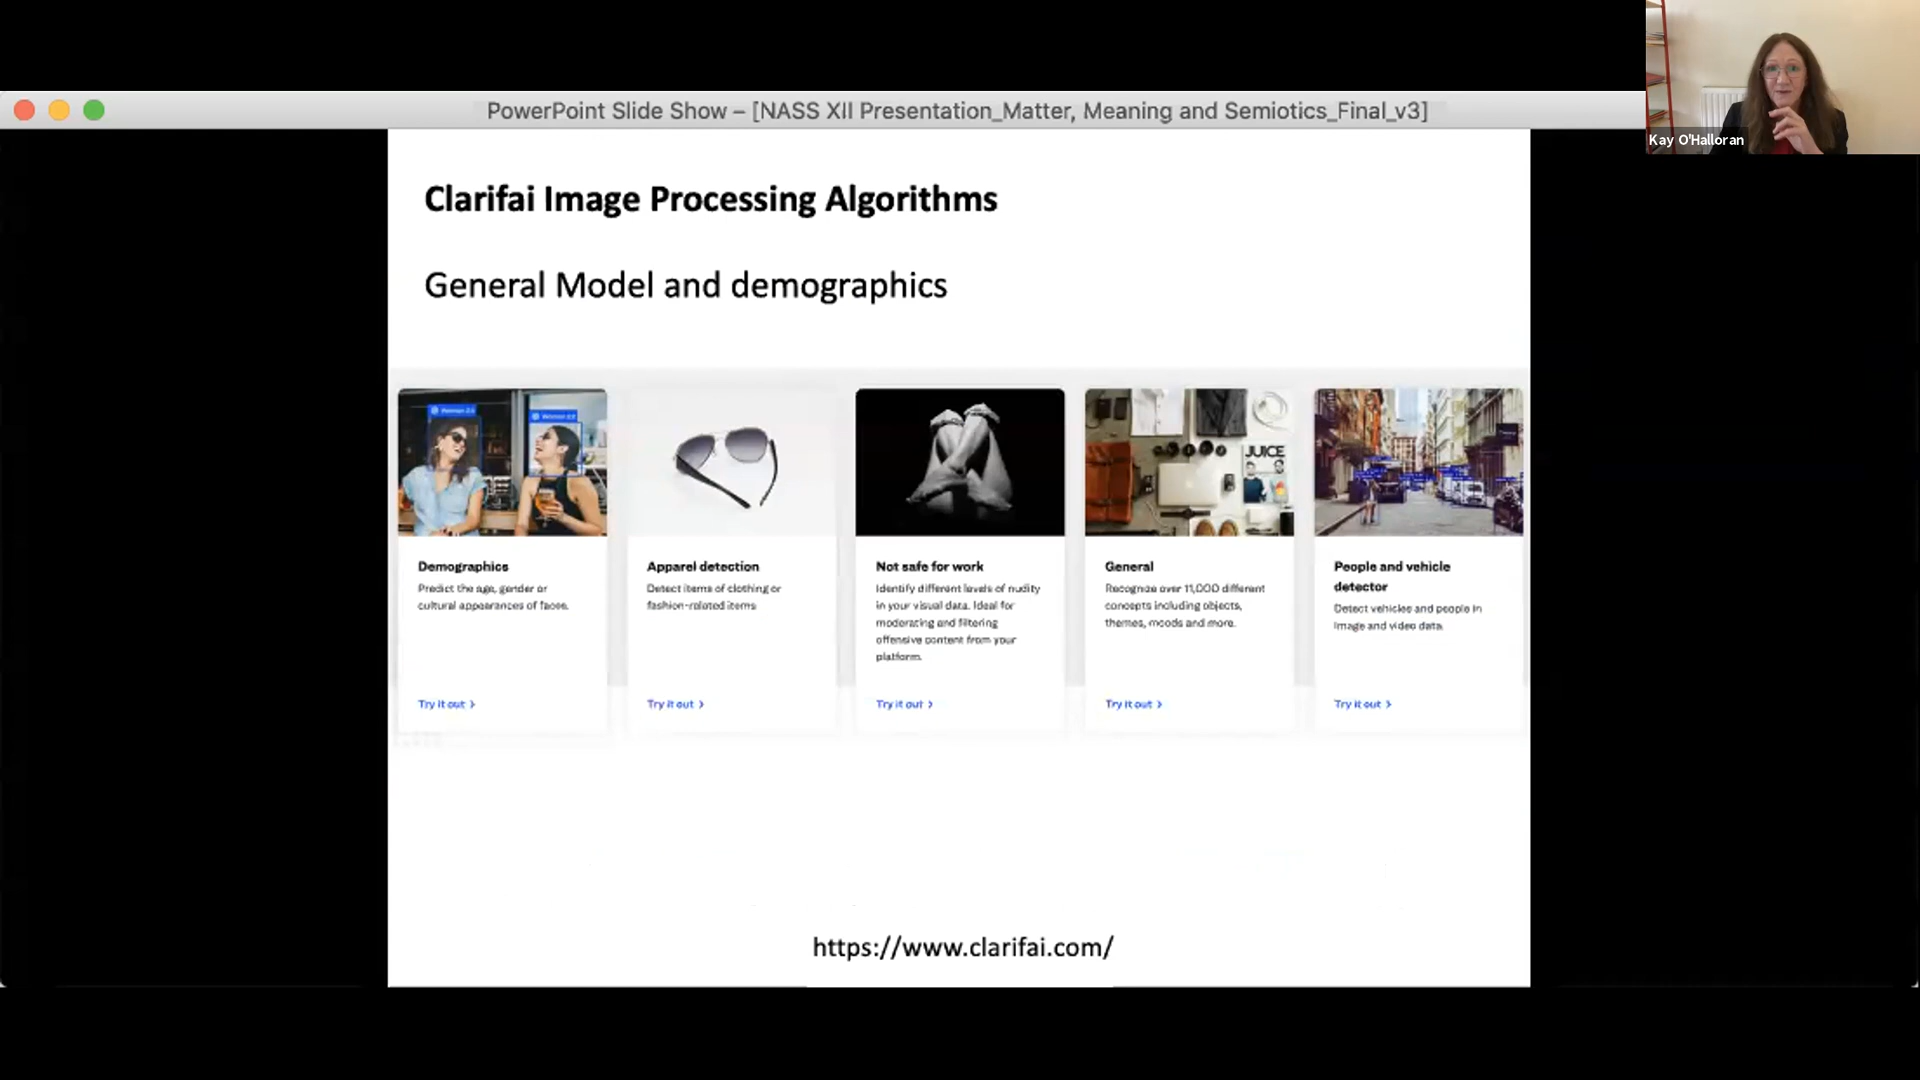 PowerPoint Slide Show – [NASS XII Presentation_Matter, Meaning and Semiotics_Final_v3]
Kay O'Halloran
Clarifai Image Processing Algorithms
General Model and demographics
JUICE
Demographics
Predict the age, gender or
cultural appearances of faces.
Try it out >
Apparel detection
Detect items of clothing or
fashion-related items
Try it out >
Not safe for work
Identify different levels of nudity
in your visual data. Ideal for
moderating and filtering
offensive content from your
platform.
Try it out >
General
Recognize over 11,000 different
concepts including objects,
themes, moods and more.
Try it out >
People and vehicle
detector
Detect vehicles and people in
image and video data.
Try it out >
https://www.clarifai.com/